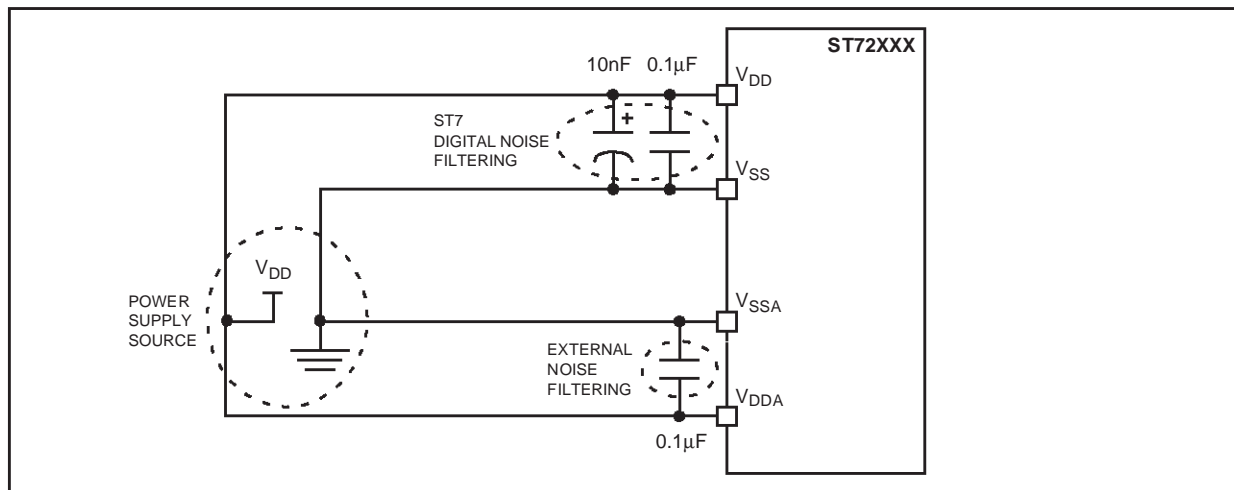 ST72XXX
10nF 0.1μF
VDD
ST7
DIGITAL NOISE
FILTERING
+
VSS
VDD
POWER
SUPPLY
SOURCE
VSSA
EXTERNAL
NOISE
FILTERING
VDDA
0.1μF